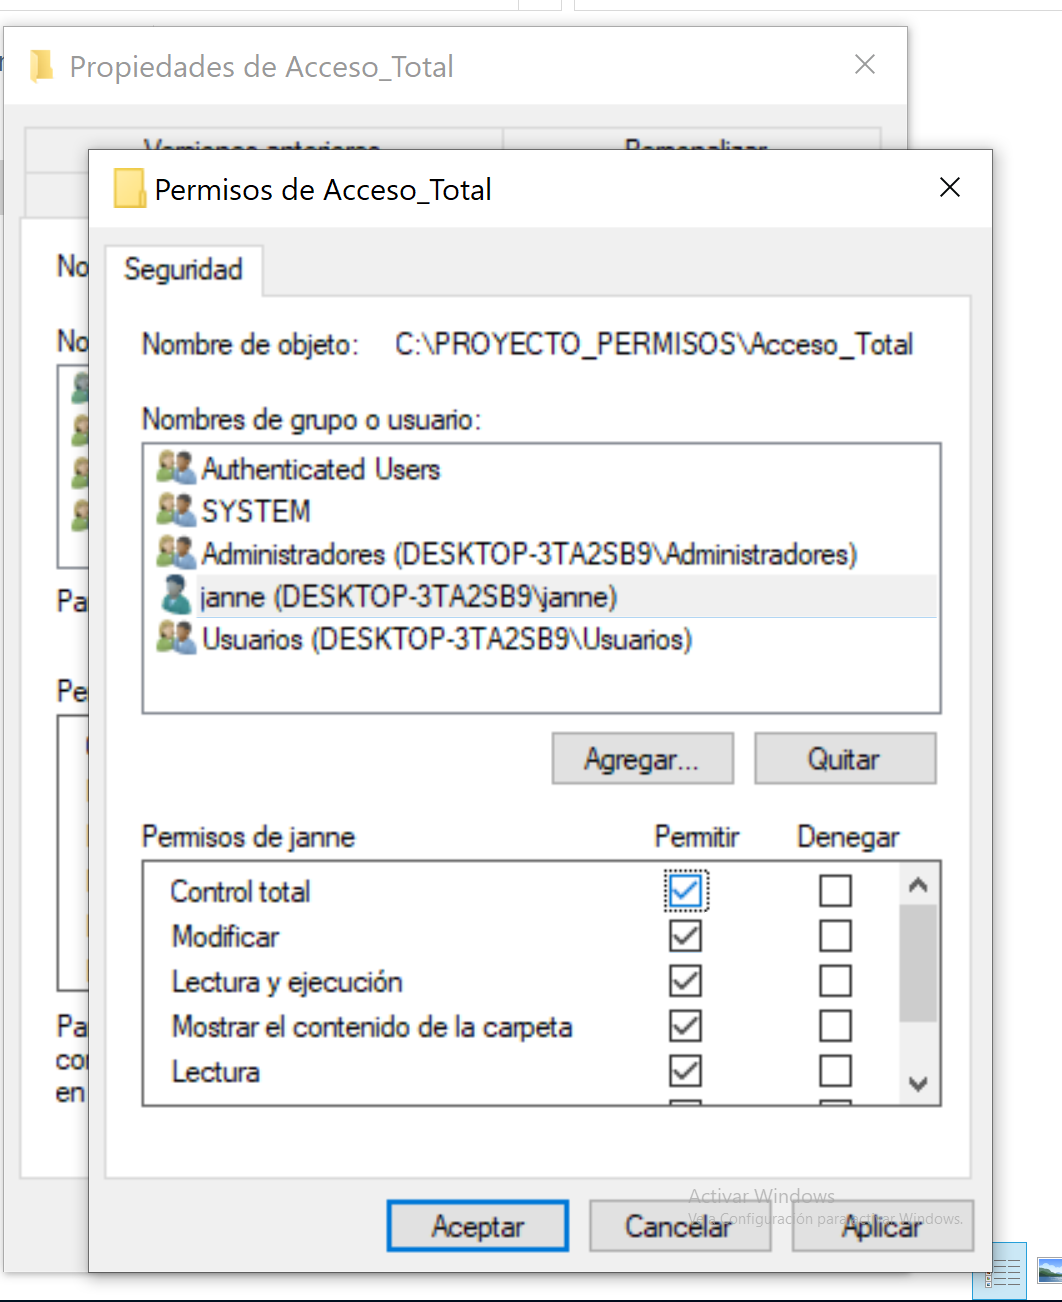 Propiedades de Acceso_Total
Versiones anteriores
Personalizar
Permisos de Acceso_Total
Seguridad
No
Nombre de objeto: C:\PROYECTO_PERMISOS\Acceso_Total
No
Nombres de grupo o usuario:
Authenticated Users
SYSTEM
Administradores (DESKTOP-3TA2SB9\Administradores)
janne (DESKTOP-3TA2SB9\janne)
Pa
Usuarios (DESKTOP-3TA2SB9\Usuarios)
Pe
Agregar...
Quitar
Permisos de janne Permitir Denegar
Control total
Modificar
Lectura y ejecución
Mostrar el contenido de la carpeta
Pa
co
Lectura
en
Activar Windows
Ve a Configuración para activar Windows.
Aceptar
Cancelar
Aplicar